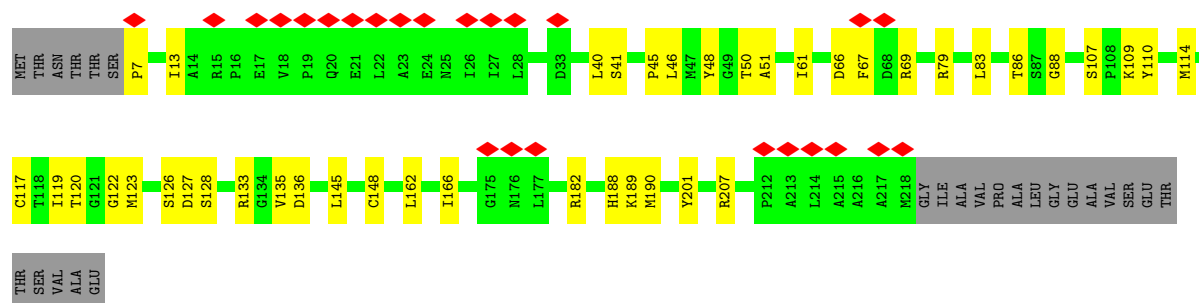 MET THR ASN THR THR SER P7 I13 A14 R15 P16 E17 V18 P19 Q20 E21 L22 A23 E24 N25 I26 I27 L28 D33 L40 S41 P45 L46 M47 Y48 G49 T50 A51 I61 D66 F67 D68 R69 R79 L83 T86 S87 G88 S107 P108 K109 Y110 M114
C117 T118 I119 T120 G121 G122 M123 S126 D127 S128 R133 G134 V135 D136 L145 C148 L162 I166 G175 N176 L177 R182 H188 K189 M190 Y201 R207 P212 A213 L214 A215 A216 A217 M218 GLY ILE ALA VAL PRO ALA LEU GLY GLU ALA VAL SER GLU THR
THR SER VAL ALA GLU